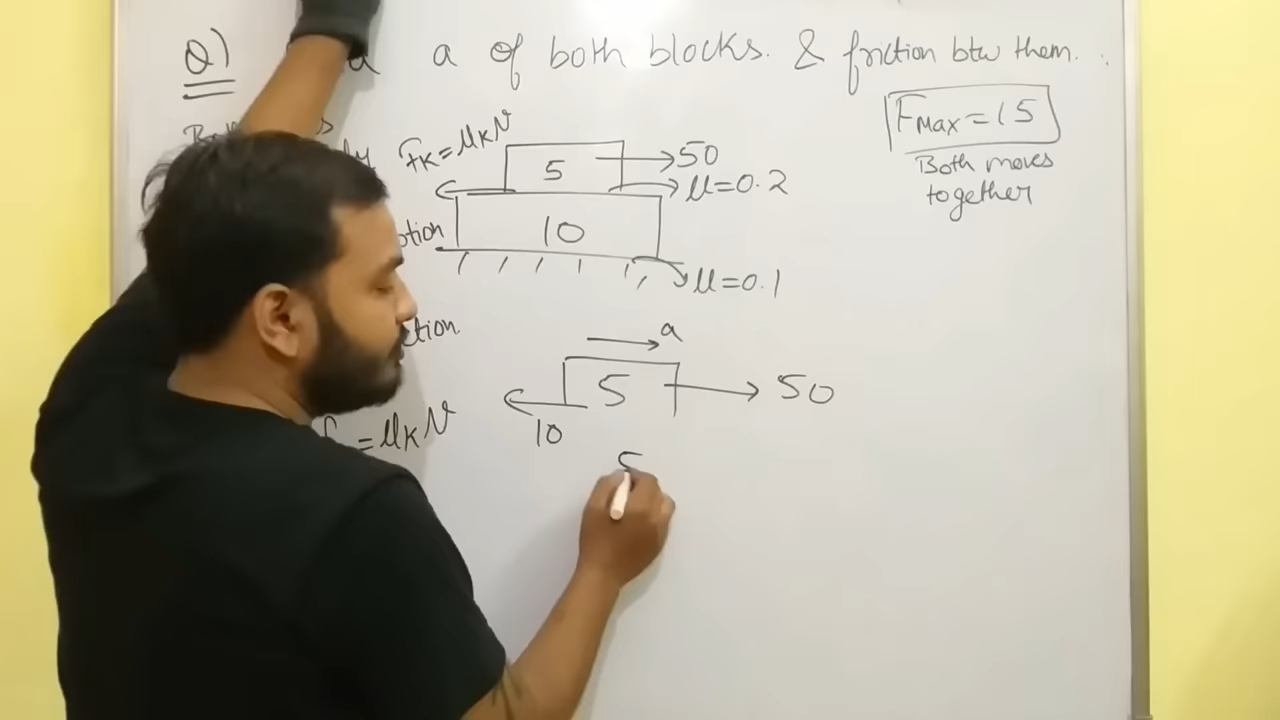 Q) a of both blocks. & friction btw them.
FMAX = 15
Both moves
together
fK = μKN
5
50
μ=0.2
10
μ=0.1
a
5
50
10
= μKN
5